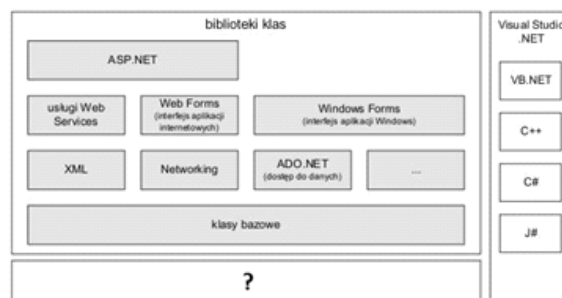 biblioteki klas
ASP.NET
usługi Web
Services
Web Forms
(interfejs aplikacji
internetowych)
Windows Forms
(interfejs aplikacji Windows)
XML
Networking
ADO.NET
(dostęp do danych)
...
klasy bazowe
?
Visual Studio
.NET
VB.NET
C++
C#
J#